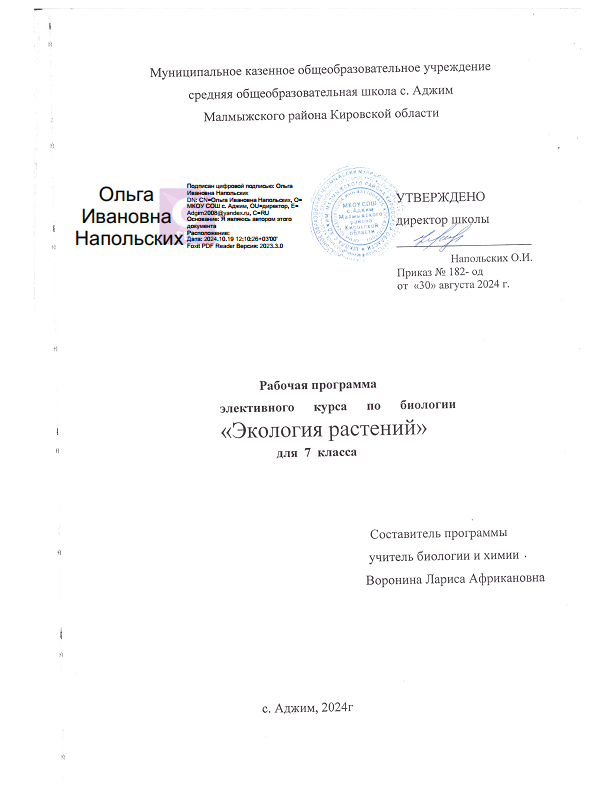 Муниципальное казенное общеобразовательное учреждение
средняя общеобразовательная школа с. Аджим
Малмыжского района Кировской области
Ольга
Ивановна
Напольских
Подписан цифровой подписью: Ольга
Ивановна Напольских
DN: CN=Ольга Ивановна Напольских, O=
МКОУ СОШ с. Аджим, OU=директор, E=
Adgim2008@yandex.ru, C=RU
Основание: Я являюсь автором этого
документа
Расположение:
Дата: 2024.10.19 12:10:26+03'00'
Foxit PDF Reader Версия: 2023.3.0
МКОУ СОШ
с. Аджим
Малмыжского
района
Кировской
области
УТВЕРЖДЕНО
директор школы
Напольских О.И.
Приказ № 182- од
от «30» августа 2024 г.
Рабочая программа
элективного курса по биологии
«Экология растений»
для 7 класса
Составитель программы
учитель биологии и химии
Воронина Лариса Африкановна
с. Аджим, 2024г